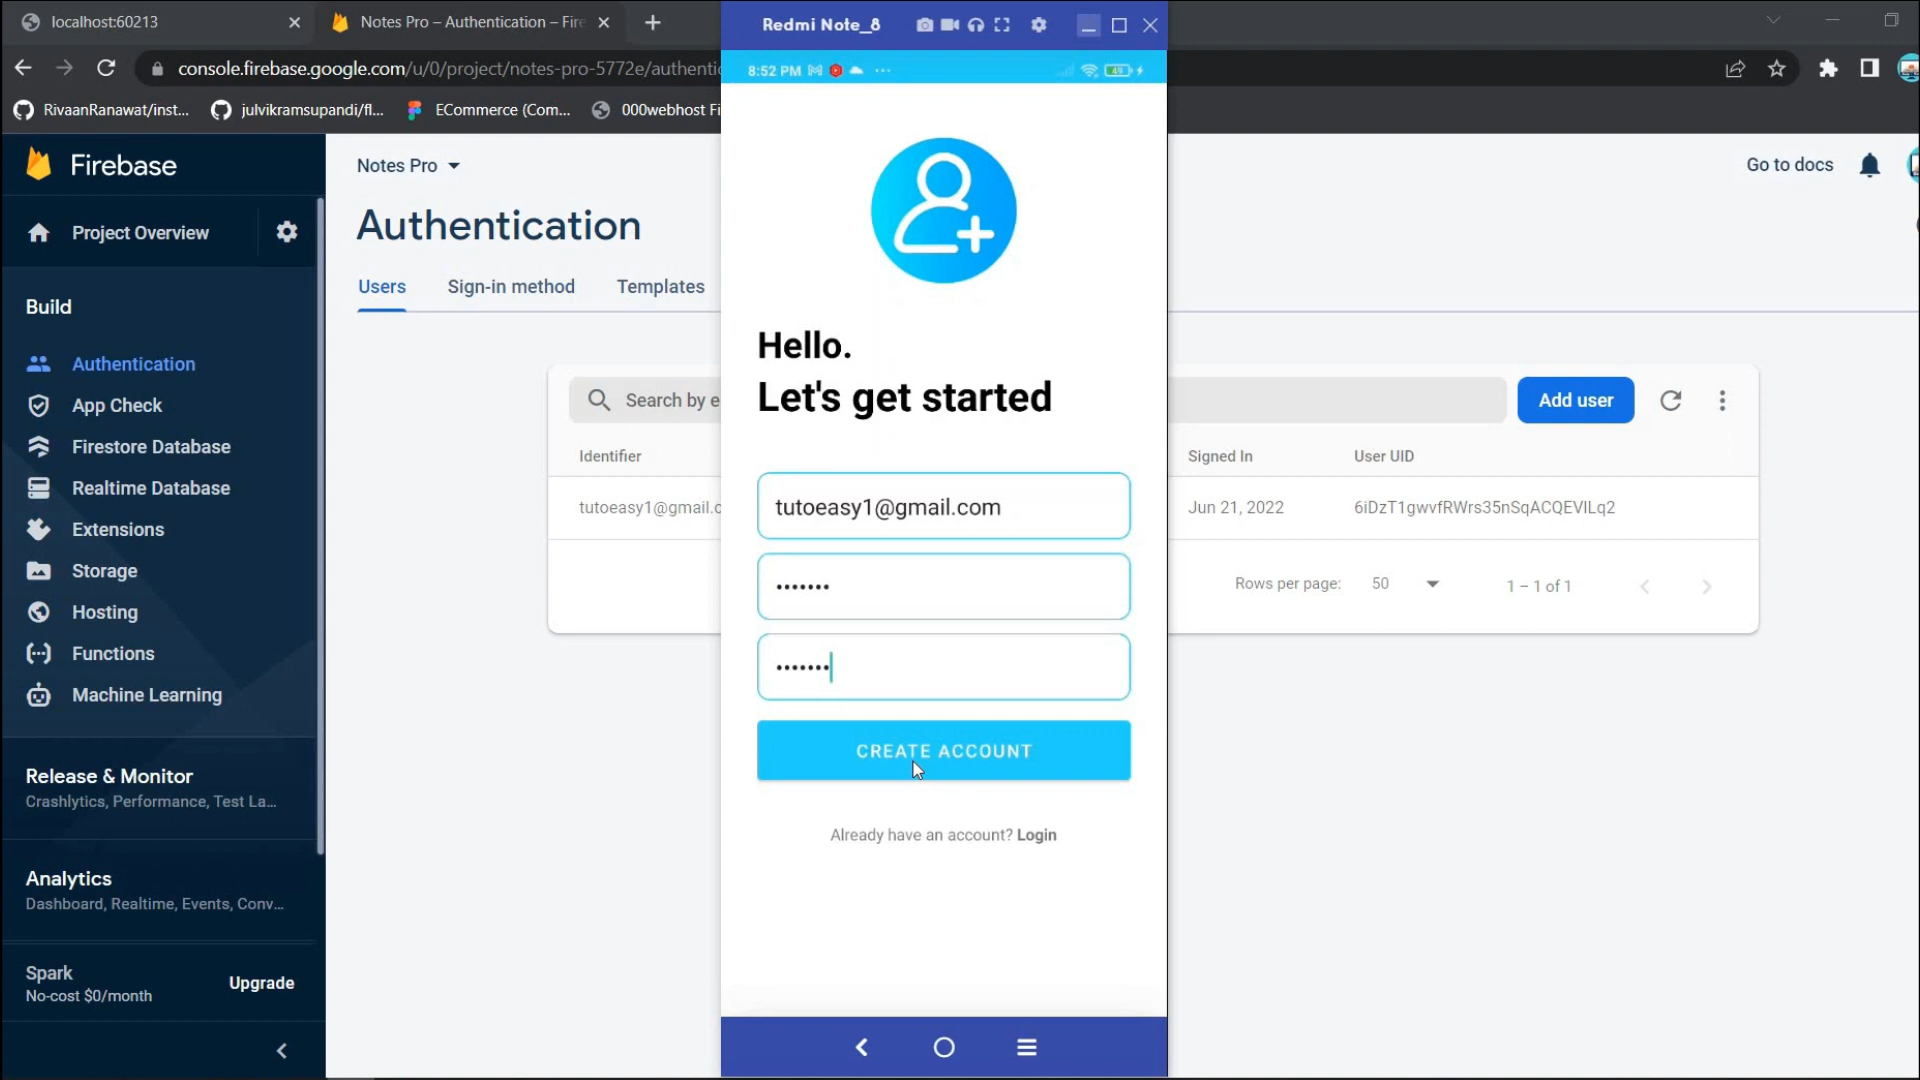 localhost:60213
Notes Pro – Authentication – Fire
Redmi Note_8
console.firebase.google.com/u/0/project/notes-pro-5772e/authenti
8:52 PM
49
RivaanRanawat/inst...
julvikramsupandi/fl...
ECommerce (Com...
000webhost Fi
Firebase
Notes Pro
Go to docs
Project Overview
Authentication
Users
Sign-in method
Templates
Build
Authentication
App Check
Firestore Database
Realtime Database
Extensions
Storage
Hosting
Functions
Machine Learning
Release & Monitor
Crashlytics, Performance, Test La...
Analytics
Dashboard, Realtime, Events, Conv...
Spark
No-cost $0/month
Upgrade
Hello.
Let's get started
tutoeasy1@gmail.com
•••••••
•••••••
CREATE ACCOUNT
Already have an account? Login
Search by e
Add user
Identifier
Signed In
User UID
tutoeasy1@gmail.c
Jun 21, 2022
6iDzT1gwvfRWrs35nSqACQEVILq2
Rows per page:
50
1 – 1 of 1